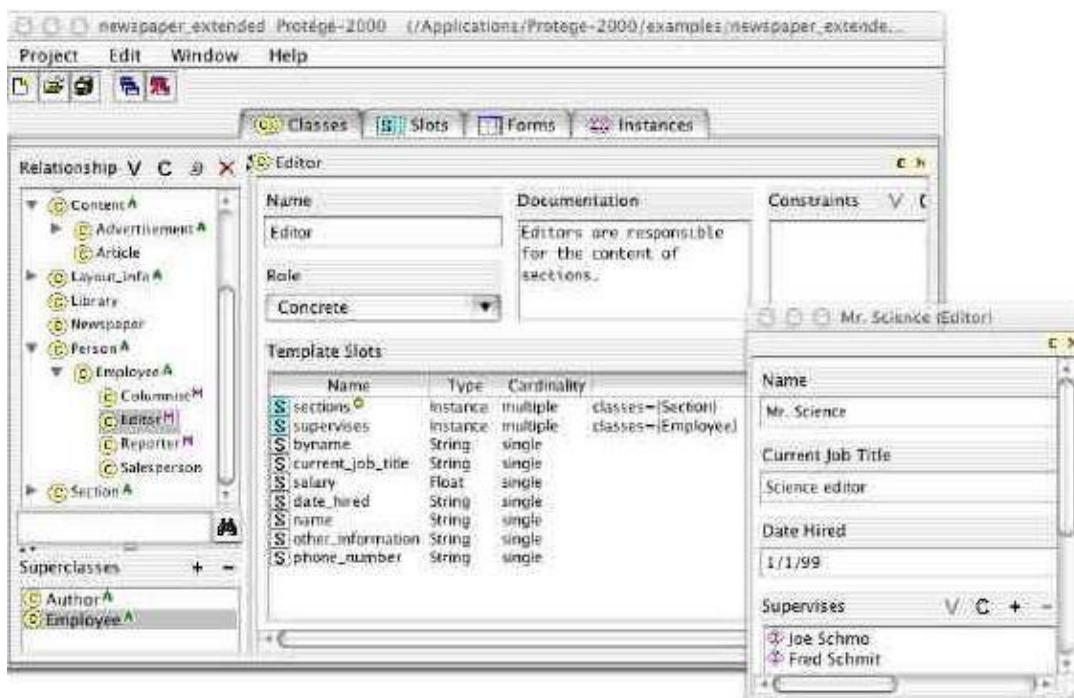 newspaper_extended Protégé-2000 (/Applications/Protege-2000/examples/newspaper_extende...
Project Edit Window Help
Classes Slots Forms Instances
Relationship V C
Content A
Advertisement A
Article
Layout_info A
Library
Newspaper
Person A
Employee A
Columnist M
Editor M
Reporter M
Salesperson
Section A
Superclasses + -
Author A
Employee A
Editor
Name
Editor
Role
Concrete
Documentation
Editors are responsible
for the content of
sections.
Constraints V C
Template Slots
Name Type Cardinality
S sections Instance multiple classes={Section}
S supervises Instance multiple classes={Employee}
S byname String single
S current_job_title String single
S salary Float single
S date_hired String single
S name String single
S other_information String single
S phone_number String single
Mr. Science (Editor)
Name
Mr. Science
Current Job Title
Science editor
Date Hired
1/1/99
Supervises V C + -
Joe Schmo
Fred Schmit